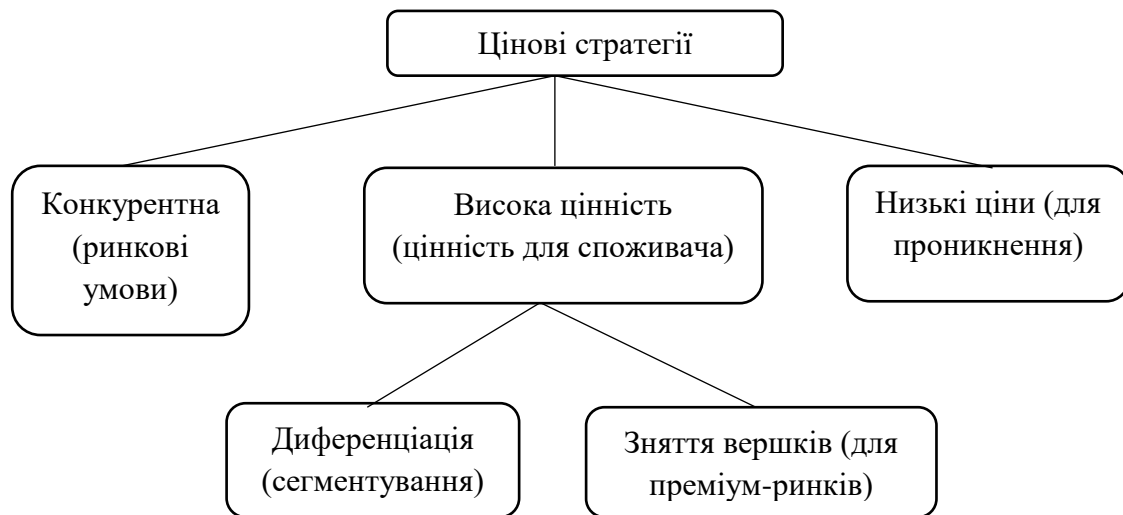 Цінові стратегії
Конкурентна
(ринкові
умови)
Висока цінність
(цінність для споживача)
Низькі ціни (для
проникнення)
Диференціація
(сегментування)
Зняття вершків (для
преміум-ринків)